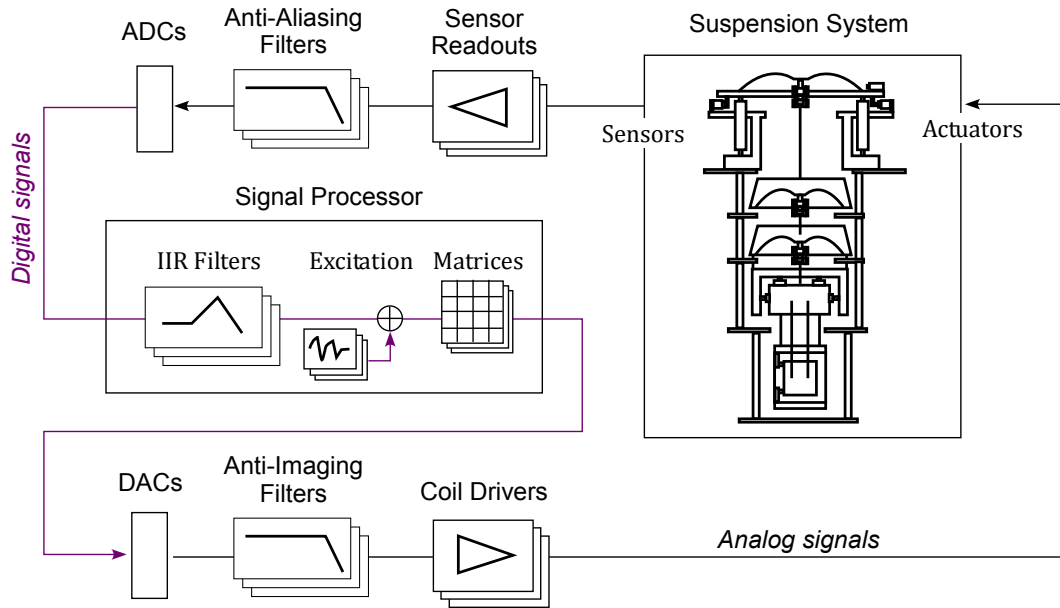 ADCs
Anti-Aliasing
Filters
Sensor
Readouts
Suspension System
Sensors
Actuators
Digital signals
Signal Processor
IIR Filters
Excitation
Matrices
DACs
Anti-Imaging
Filters
Coil Drivers
Analog signals